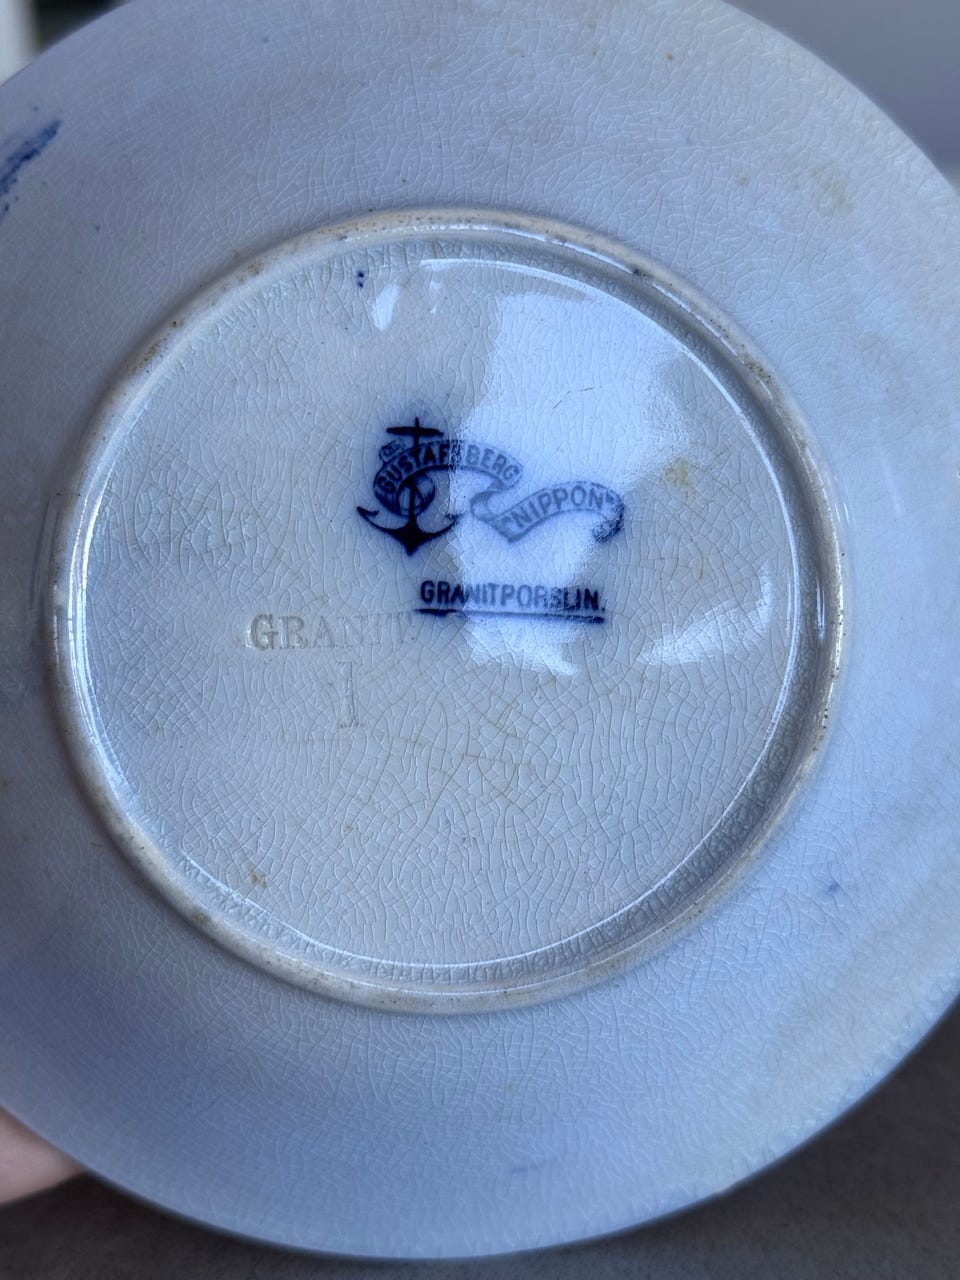 GUSTAFSBERG
"NIPPON"
GRANITPORSLIN.
GRANIT
1